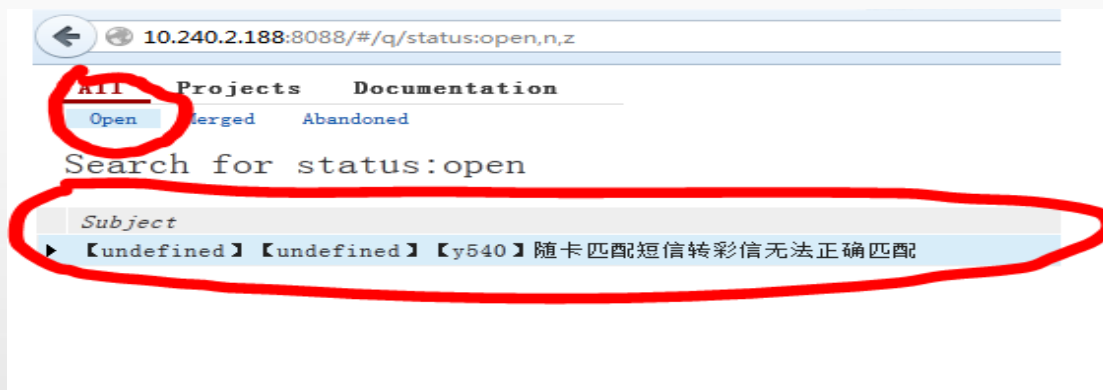 10.240.2.188:8088/#/q/status:open,n,z
All Projects Documentation
Open Merged Abandoned
Search for status:open
Subject
【undefined】【undefined】【y540】随卡匹配短信转彩信无法正确匹配